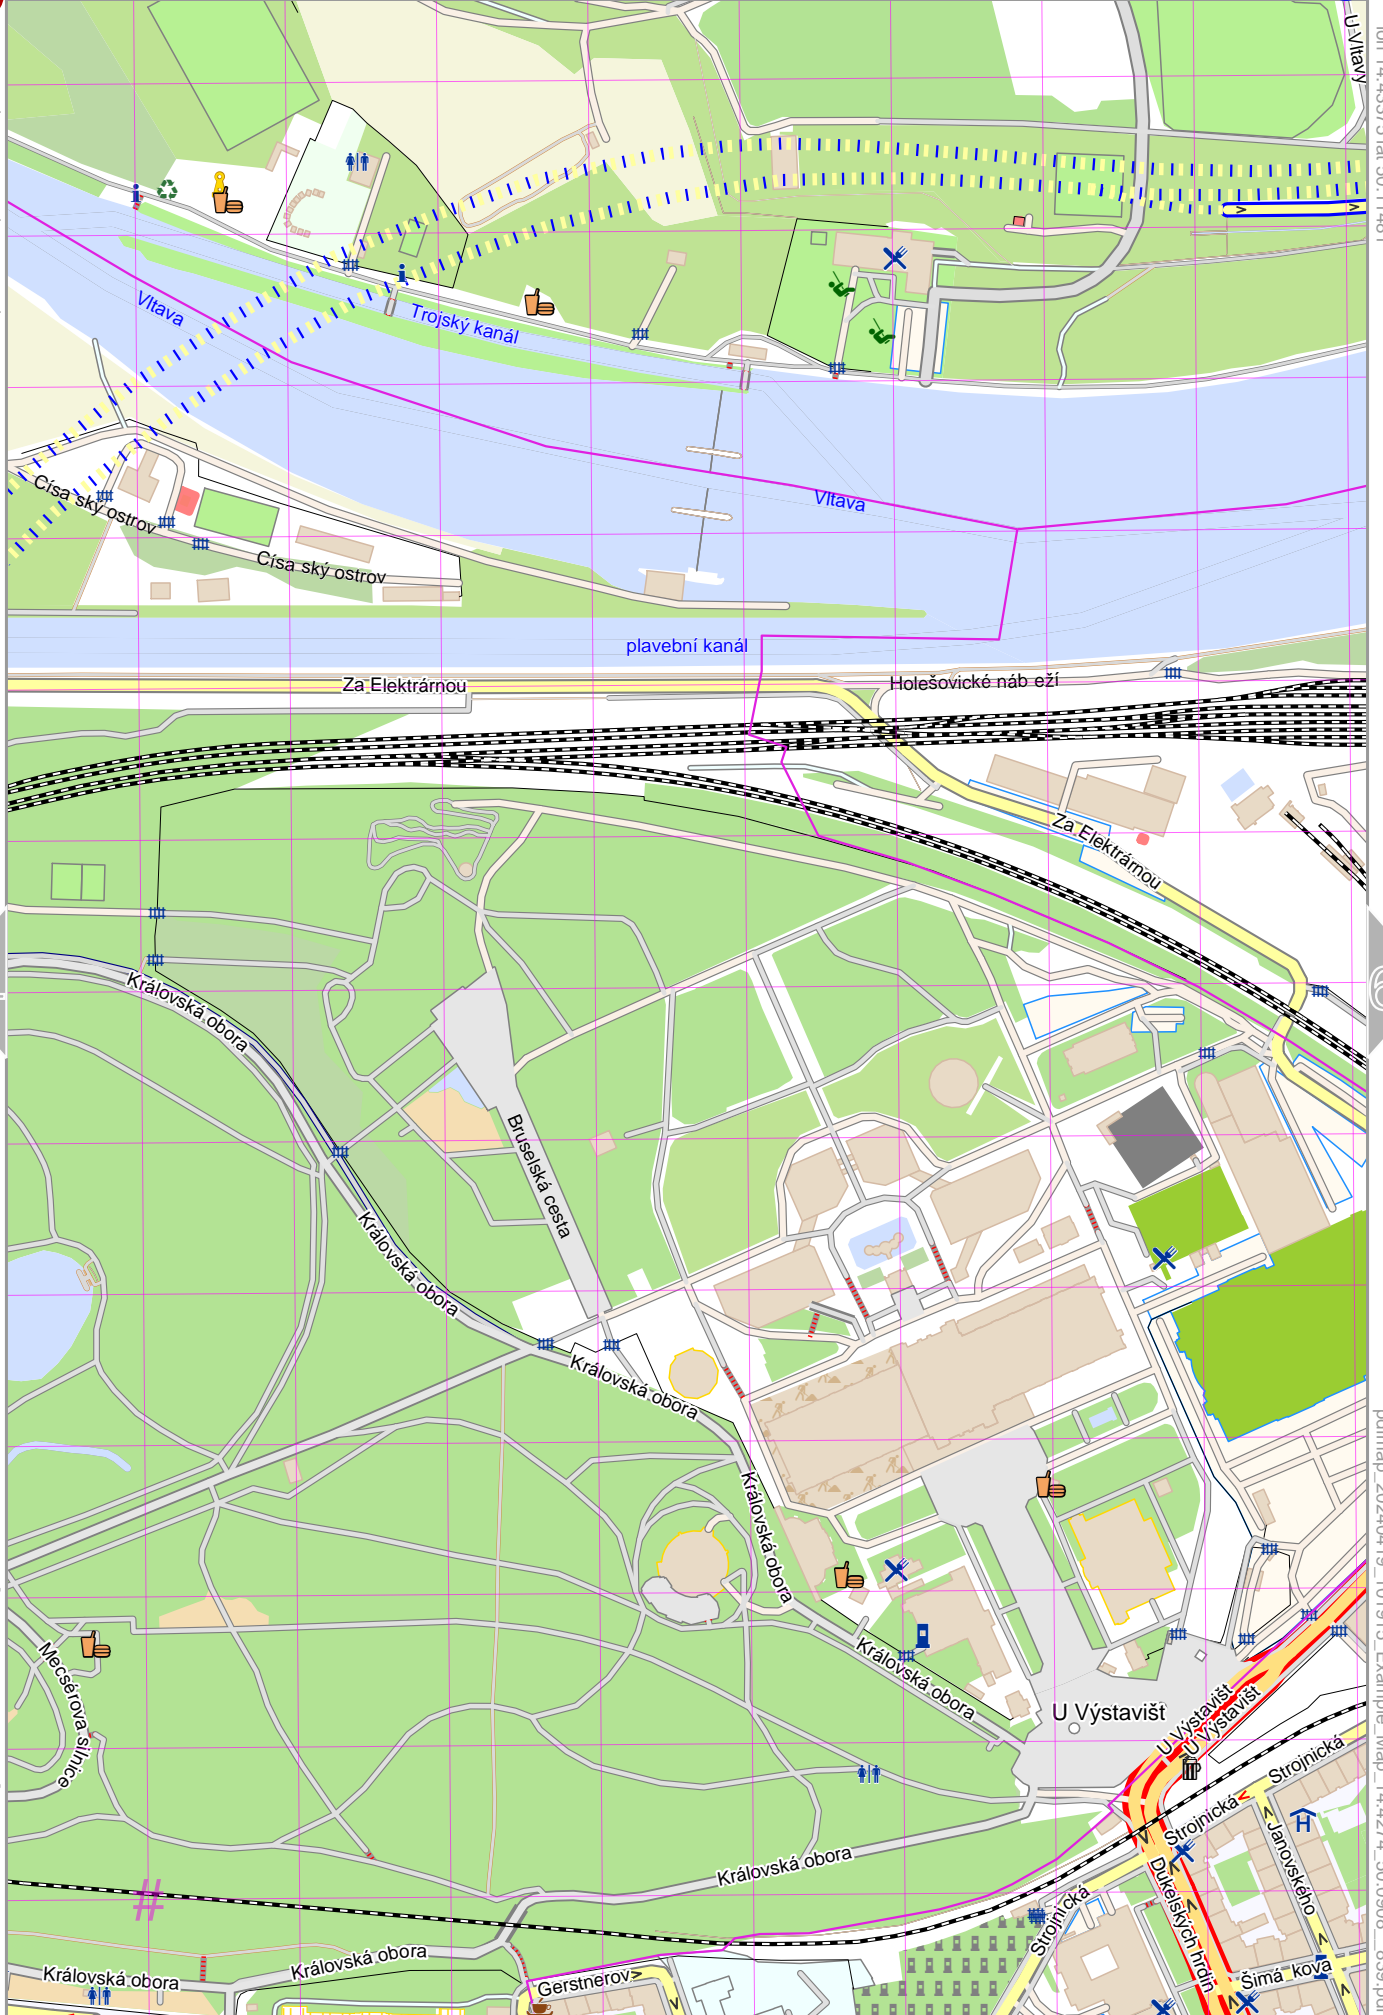 U Vltavy
Vltava
Trojský kanál
Vltava
Císa ský ostrov
Císa ský ostrov
plavební kanál
Za Elektrárnou
Holešovické náb eží
Za Elektrárnou
Královská obora
Bruselská cesta
Královská obora
Královská obora
Královská obora
Královská obora
Mecsérova silnice
U Výstavišt
U Výstavišt
U Výstavišt
Strojnická
Strojnická
Janovského
Královská obora
Dukelských hrdin
Strojnická
Královská obora
Královská obora
Gerstnerov
Šimá kova
#